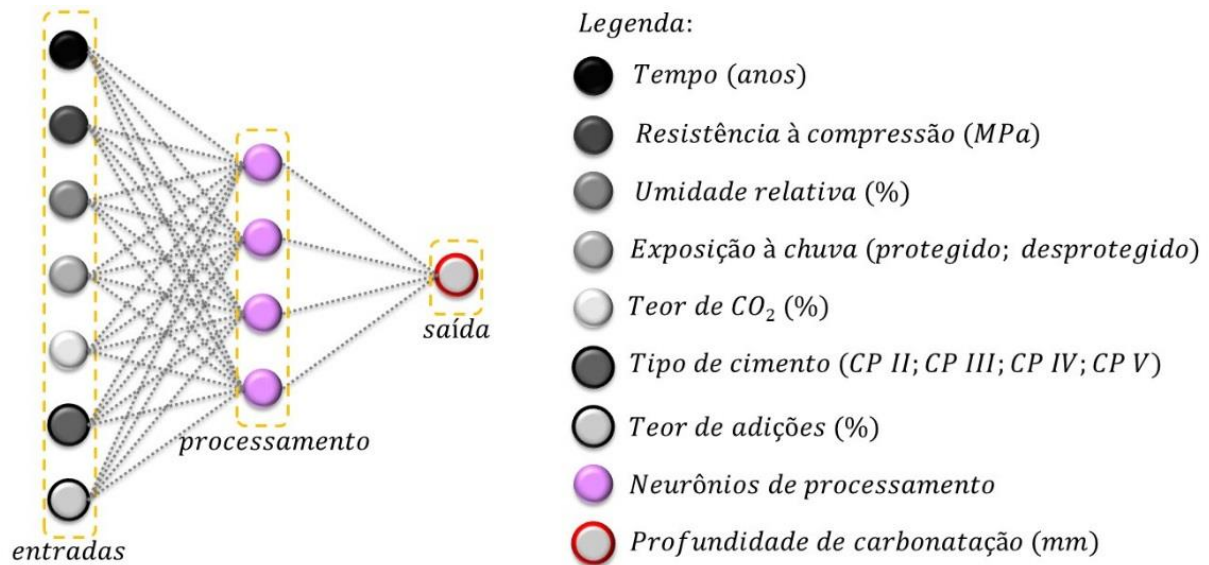 entradas
processamento
saída
Legenda:
Tempo (anos)
Resistência à compressão (MPa)
Umidade relativa (%)
Exposição à chuva (protegido; desprotegido)
Teor de CO₂ (%)
Tipo de cimento (CP II; CP III; CP IV; CP V)
Teor de adições (%)
Neurônios de processamento
Profundidade de carbonatação (mm)